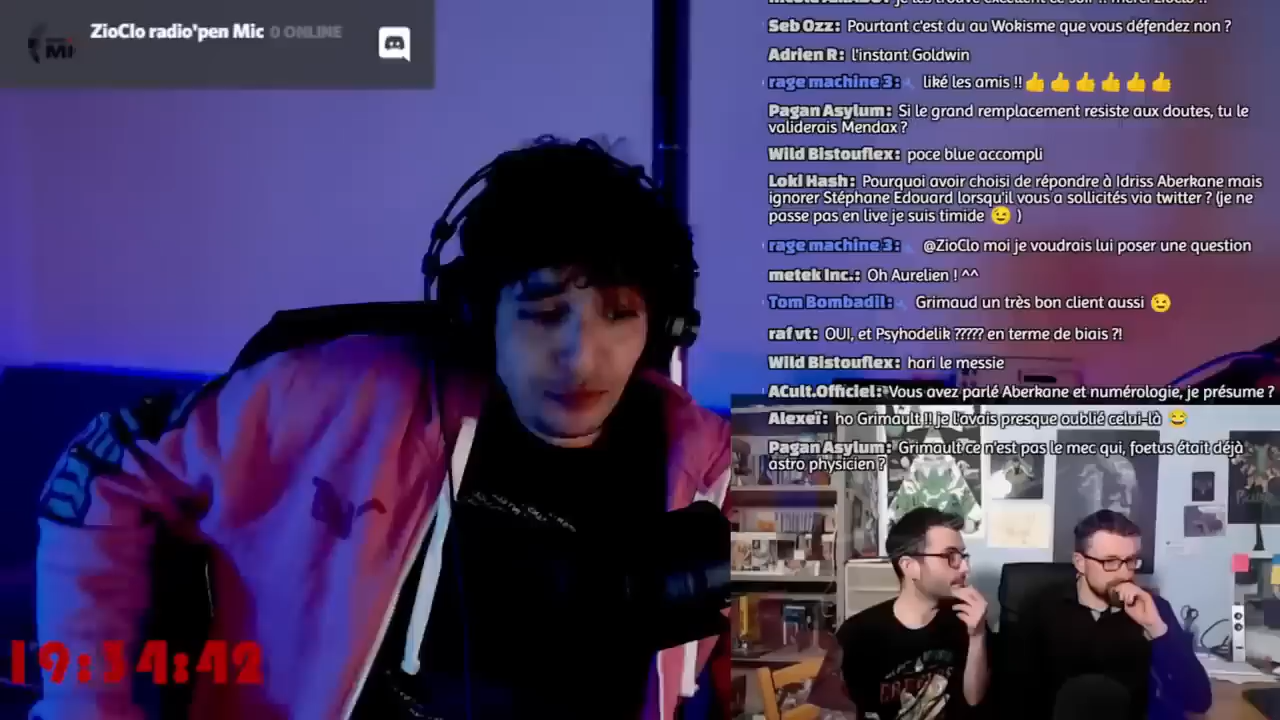 ZioClo radio'pen Mic 0 ONLINE
MI
Seb Ozz: Pourtant c'est du au Wokisme que vous défendez non ?
Adrien R: l'instant Goldwin
rage machine 3: liké les amis !!👍👍👍👍👍👍
Pagan Asylum: Si le grand remplacement resiste aux doutes, tu le
validerais Mendax ?
Wild Bistouflex: poce blue accompli
Loki Hash: Pourquoi avoir choisi de répondre à Idriss Aberkane mais
ignorer Stéphane Edouard lorsqu'il vous a sollicités via twitter ? (je ne
passe pas en live je suis timide 😉 )
rage machine 3: @ZioClo moi je voudrais lui poser une question
metek Inc.: Oh Aurelien ! ^^
Tom Bombadil: Grimaud un très bon client aussi 😉
raf vt: OUI, et Psyhodelik ????? en terme de biais ?!
Wild Bistouflex: hari le messie
ACult.Officiel: Vous avez parlé Aberkane et numérologie, je présume ?
Alexeï: ho Grimault !! je l'avais presque oublié celui-là 😂
Pagan Asylum: Grimault ce n'est pas le mec qui, foetus était déjà
astro physicien ?
19:34:42